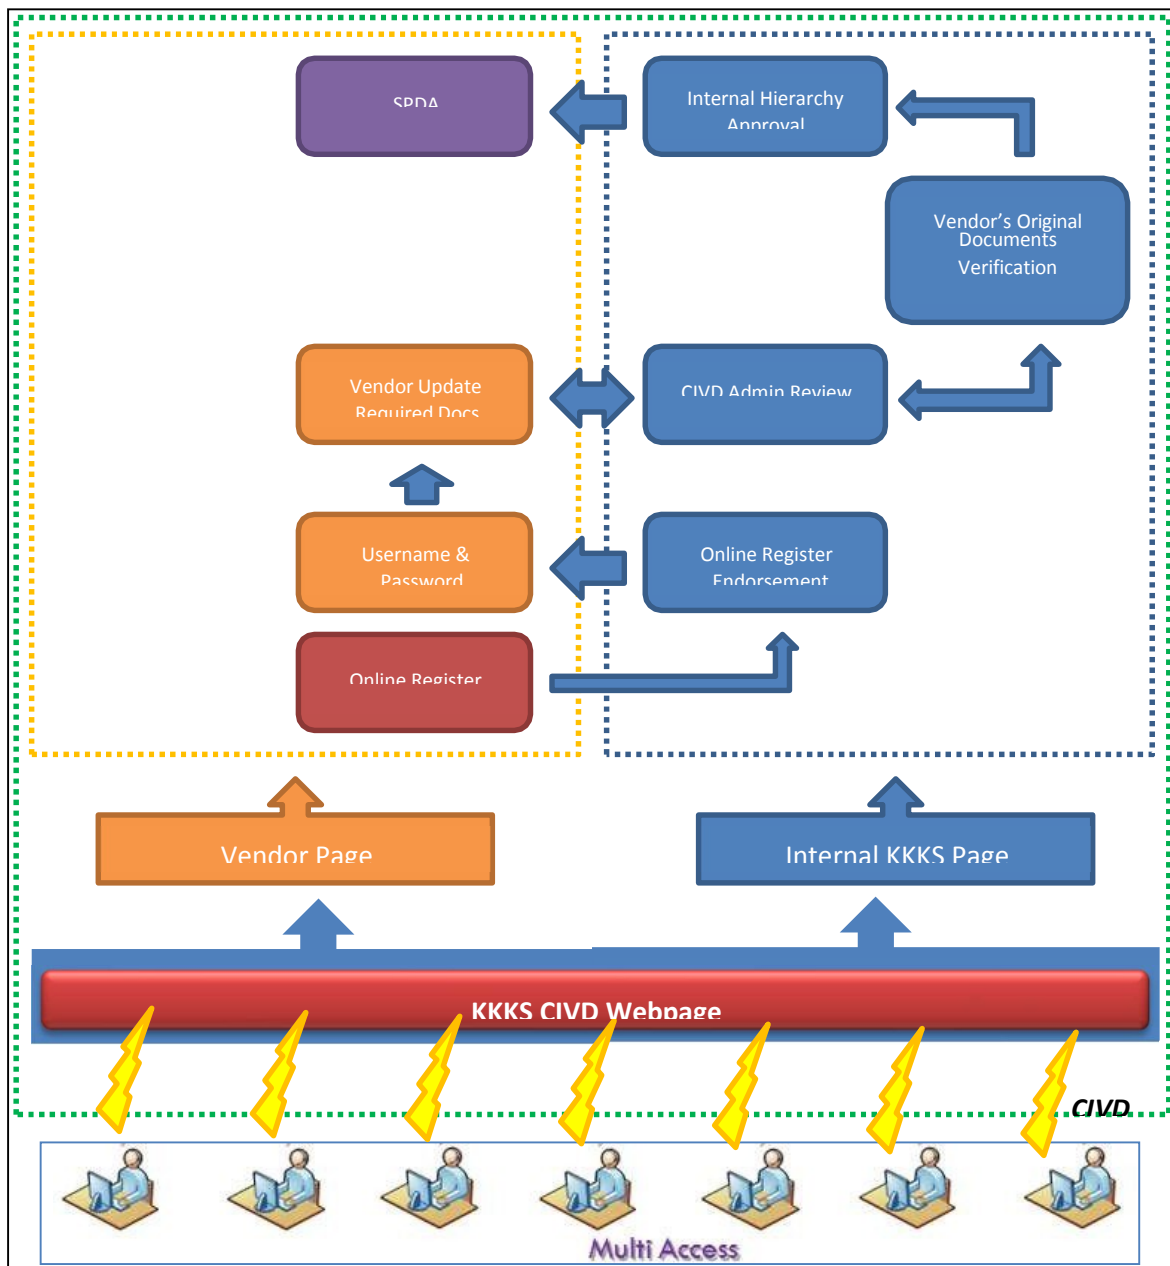 SPDA
Internal Hierarchy
Approval
Vendor's Original
Documents
Verification
Vendor Update
Required Docs
CIVD Admin Review
Username &
Password
Online Register
Endorsement
Online Register
Vendor Page
Internal KKKS Page
KKKS CIVD Webpage
CIVD
Multi Access